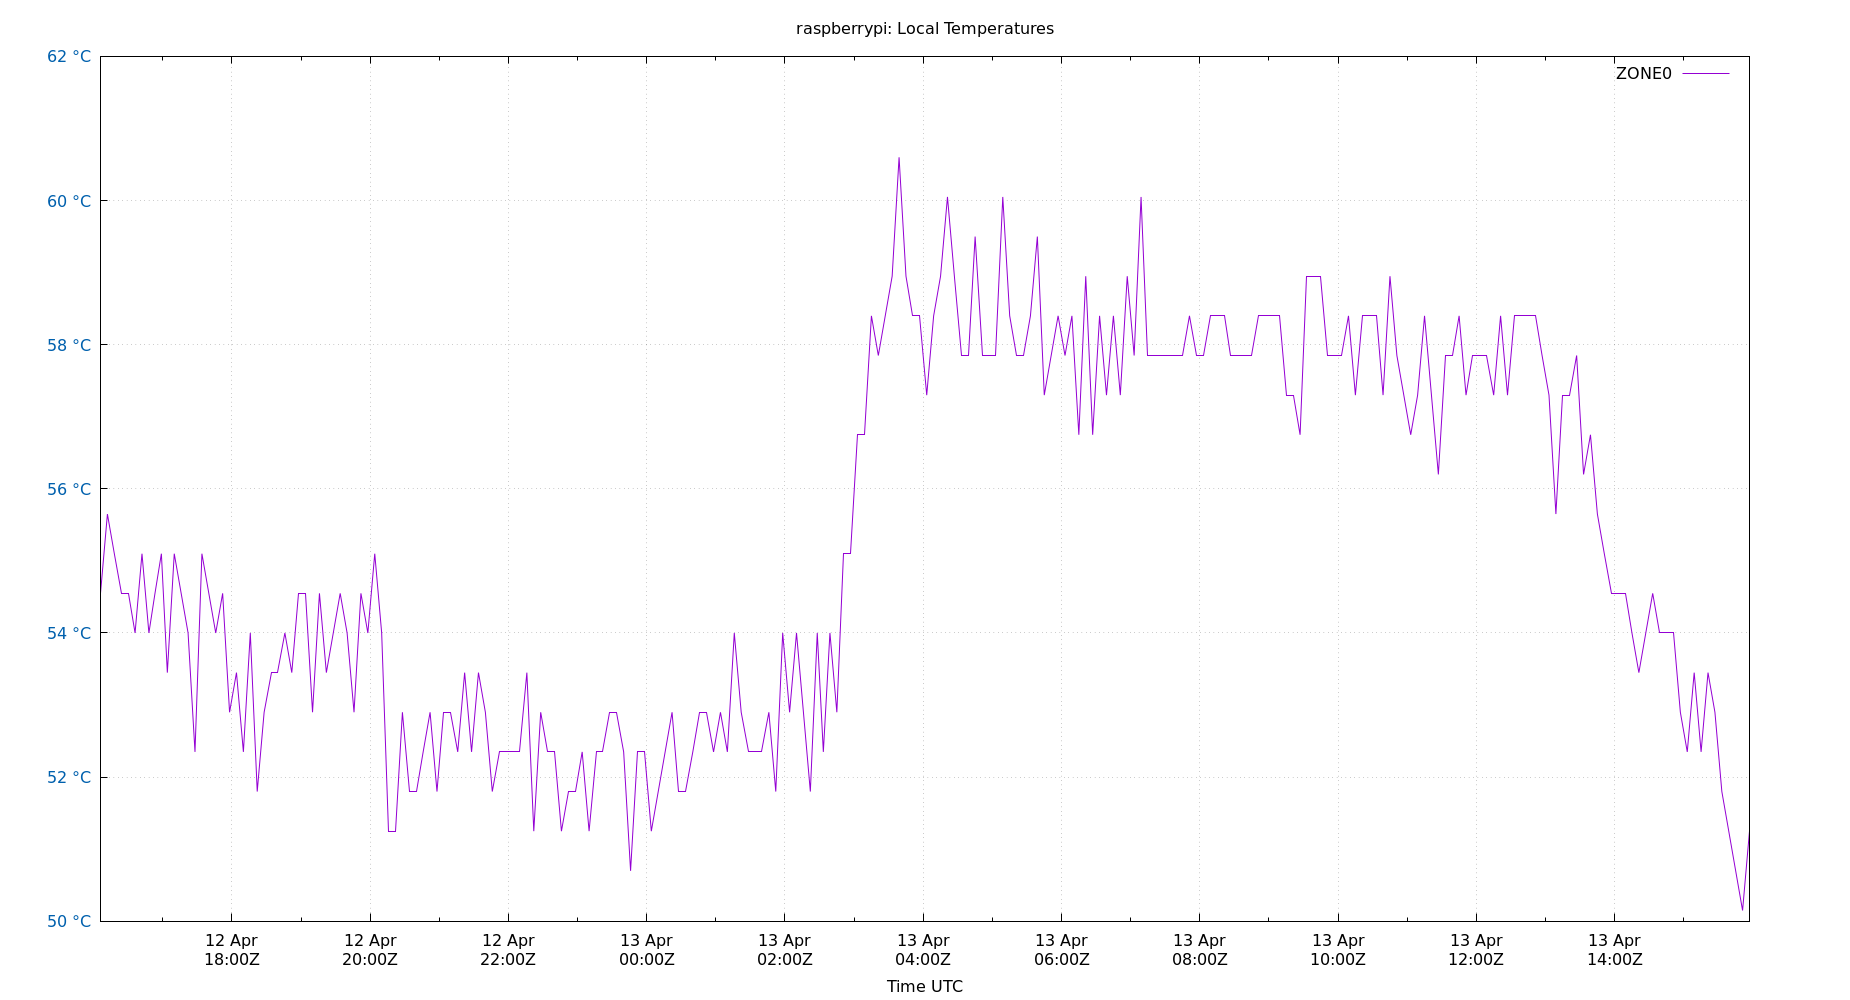 raspberrypi: Local Temperatures
62 °C
ZONE0
60 °C
58 °C
56 °C
54 °C
52 °C
50 °C
12 Apr 12 Apr 12 Apr 13 Apr 13 Apr 13 Apr 13 Apr 13 Apr 13 Apr 13 Apr 13 Apr
18:00Z 20:00Z 22:00Z 00:00Z 02:00Z 04:00Z 06:00Z 08:00Z 10:00Z 12:00Z 14:00Z
Time UTC